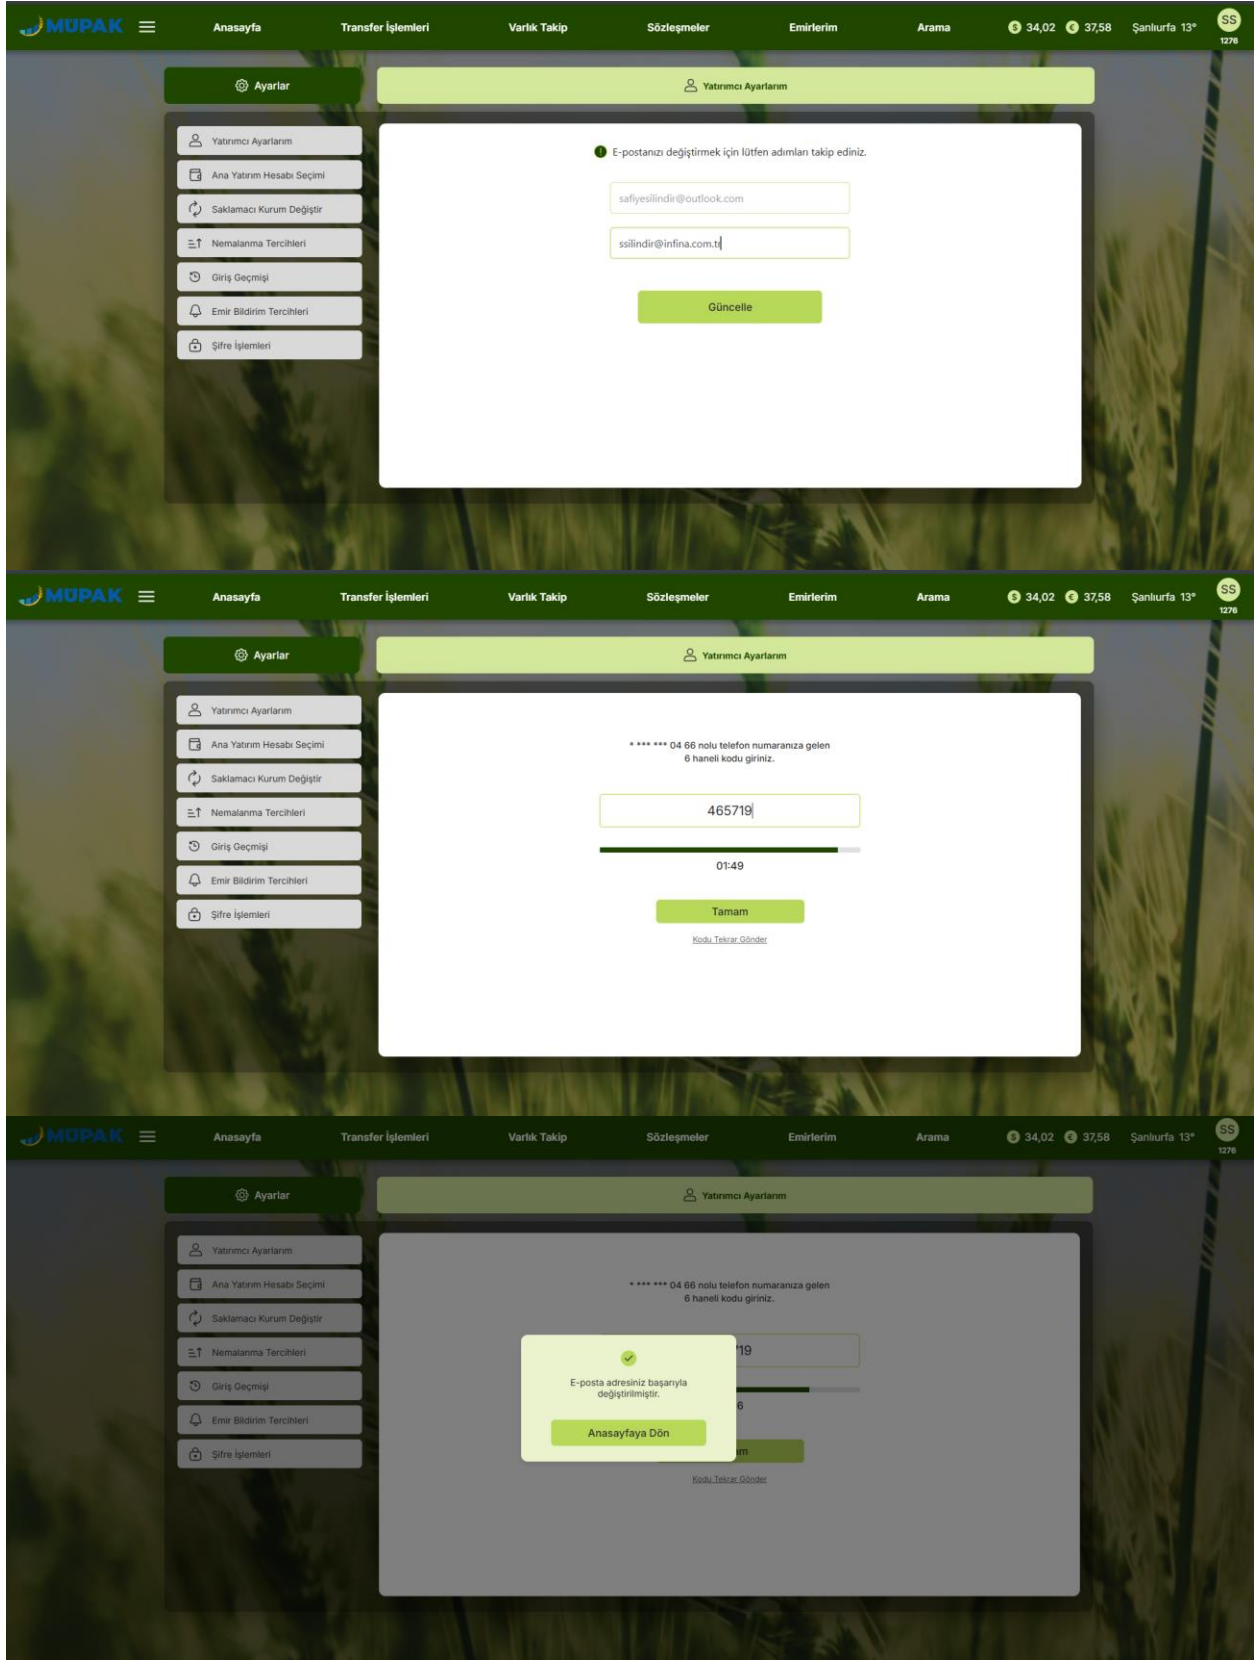 MÜPAK
Anasayfa
Transfer İşlemleri
Varlık Takip
Sözleşmeler
Emirlerim
Arama
34,02
37,58
Şanlıurfa 13°
SS
1276
Ayarlar
Yatırımcı Ayarlarım
Yatırımcı Ayarlarım
Ana Yatırım Hesabı Seçimi
Saklamacı Kurum Değiştir
Nemalanma Tercihleri
Giriş Geçmişi
Emir Bildirim Tercihleri
Şifre İşlemleri
E-postanızı değiştirmek için lütfen adımları takip ediniz.
safiyesilindir@outlook.com
ssilindir@infina.com.tr
Güncelle
MÜPAK
Anasayfa
Transfer İşlemleri
Varlık Takip
Sözleşmeler
Emirlerim
Arama
34,02
37,58
Şanlıurfa 13°
SS
1276
Ayarlar
Yatırımcı Ayarlarım
Yatırımcı Ayarlarım
Ana Yatırım Hesabı Seçimi
Saklamacı Kurum Değiştir
Nemalanma Tercihleri
Giriş Geçmişi
Emir Bildirim Tercihleri
Şifre İşlemleri
* *** *** 04 66 nolu telefon numaranıza gelen
6 haneli kodu giriniz.
465719
01:49
Tamam
Kodu Tekrar Gönder
MÜPAK
Anasayfa
Transfer İşlemleri
Varlık Takip
Sözleşmeler
Emirlerim
Arama
34,02
37,58
Şanlıurfa 13°
SS
1276
Ayarlar
Yatırımcı Ayarlarım
Yatırımcı Ayarlarım
Ana Yatırım Hesabı Seçimi
Saklamacı Kurum Değiştir
Nemalanma Tercihleri
Giriş Geçmişi
Emir Bildirim Tercihleri
Şifre İşlemleri
* *** *** 04 66 nolu telefon numaranıza gelen
6 haneli kodu giriniz.
719
E-posta adresiniz başarıyla
değiştirilmiştir.
6
Anasayfaya Dön
am
Kodu Tekrar Gönder